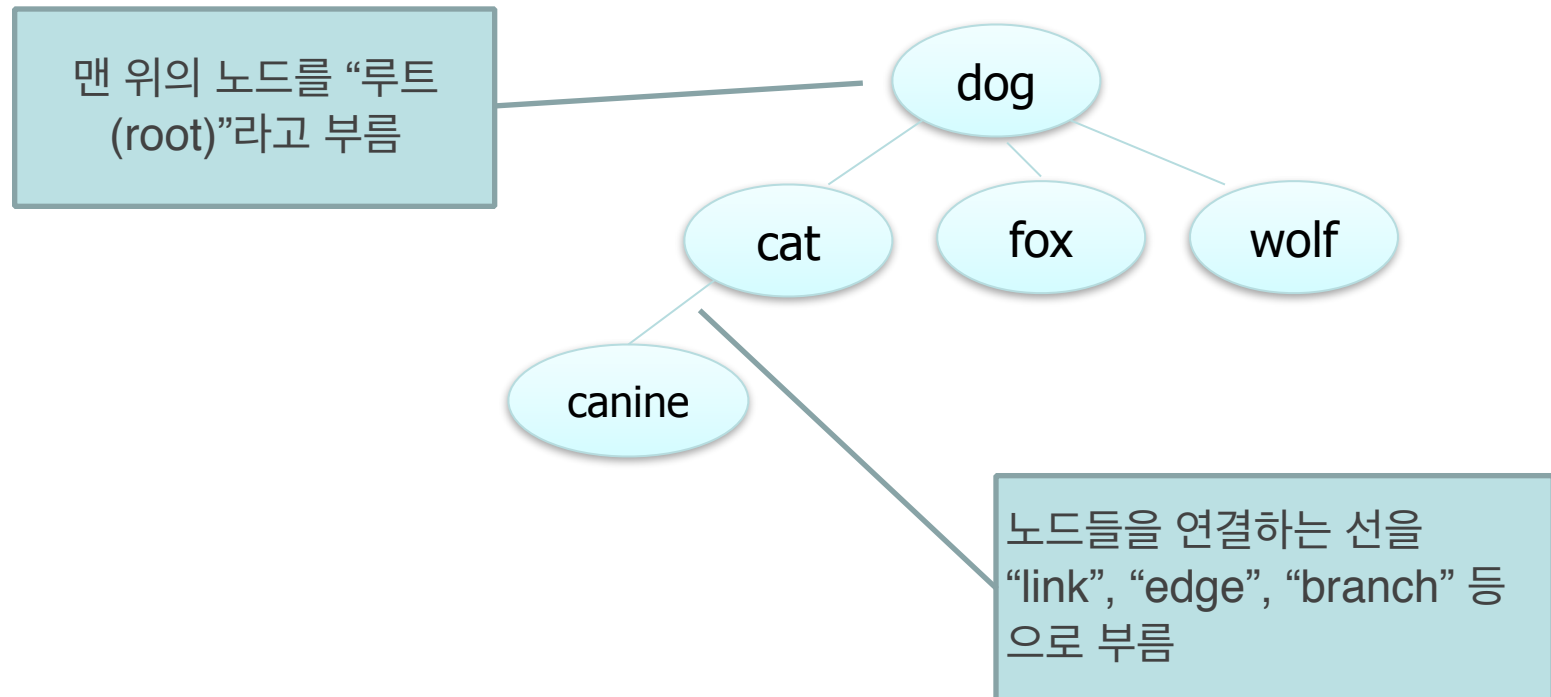 맨 위의 노드를 “루트
(root)”라고 부름
dog
cat
fox
wolf
canine
노드들을 연결하는 선을
“link”, “edge”, “branch” 등
으로 부름